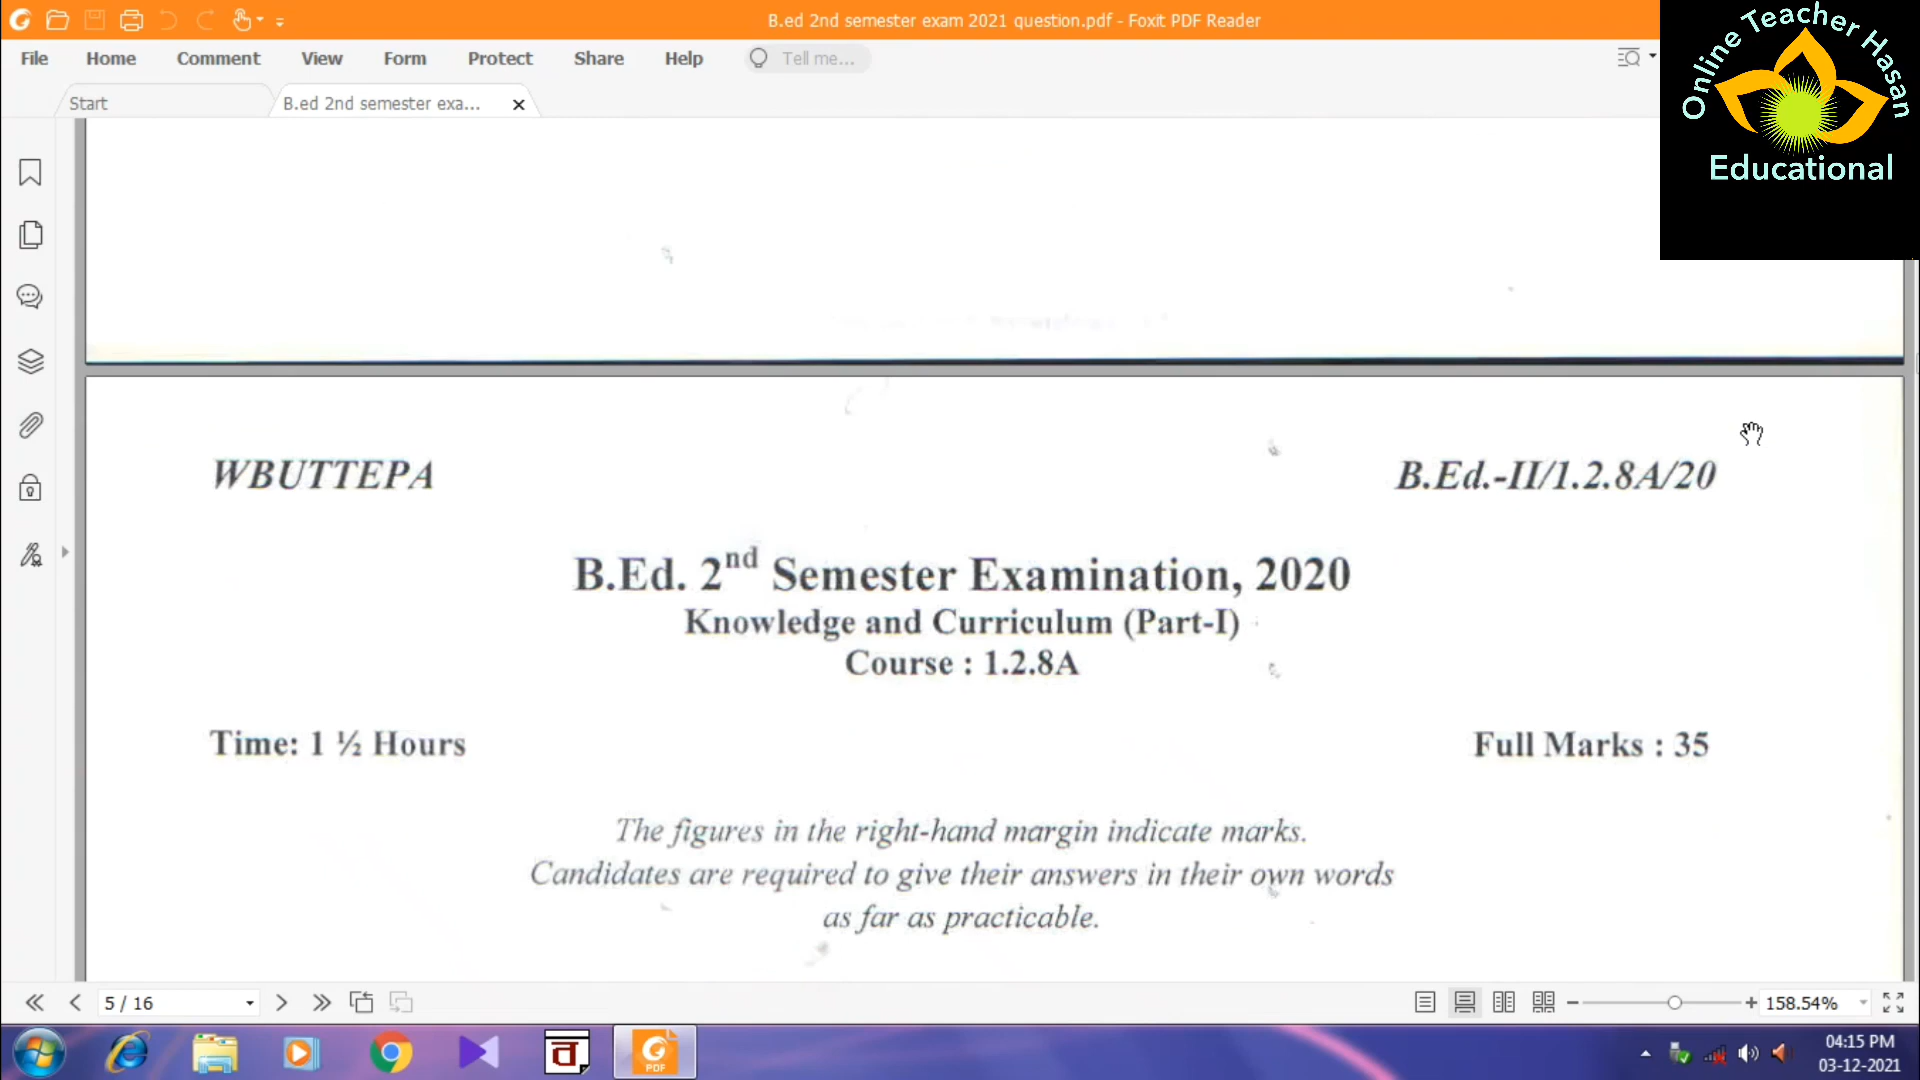 B.ed 2nd semester exam 2021 question.pdf - Foxit PDF Reader
File Home Comment View Form Protect Share Help Tell me...
Start B.ed 2nd semester exa...
Online Teacher Hasan
Educational
WBUTTEPA B.Ed.-II/1.2.8A/20
B.Ed. 2nd Semester Examination, 2020
Knowledge and Curriculum (Part-I)
Course : 1.2.8A
Time: 1 ½ Hours Full Marks : 35
The figures in the right-hand margin indicate marks.
Candidates are required to give their answers in their own words
as far as practicable.
5 / 16 158.54%
04:15 PM
03-12-2021